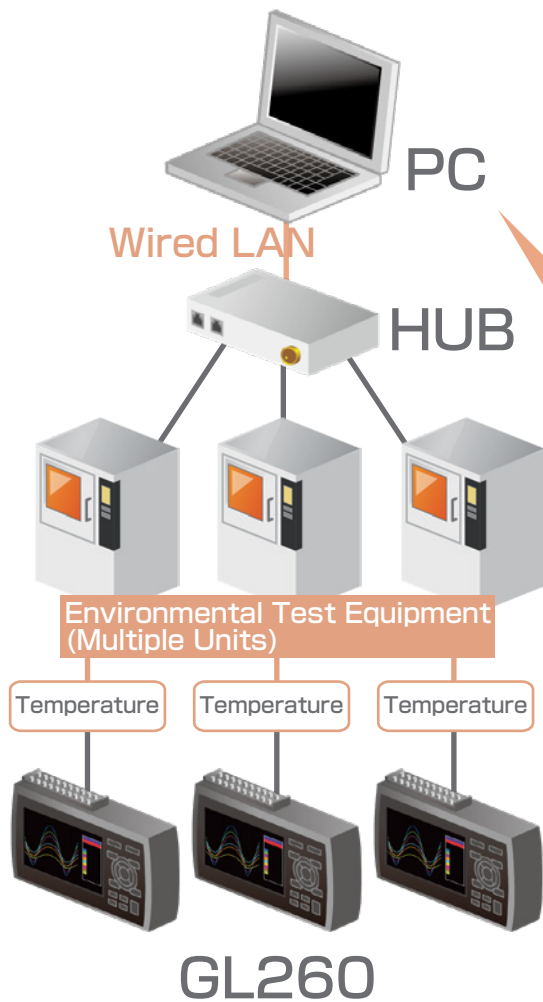 PC
Wired LAN
HUB
Environmental Test Equipment
(Multiple Units)
Temperature
Temperature
Temperature
GL260